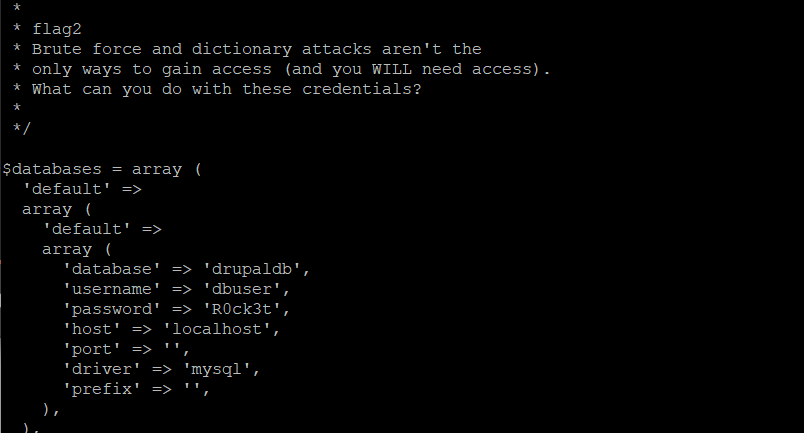 *
* flag2
* Brute force and dictionary attacks aren't the
* only ways to gain access (and you WILL need access).
* What can you do with these credentials?
*
*/
$databases = array (
'default' =>
array (
'default' =>
array (
'database' => 'drupaldb',
'username' => 'dbuser',
'password' => 'R0ck3t',
'host' => 'localhost',
'port' => '',
'driver' => 'mysql',
'prefix' => '',
),
),